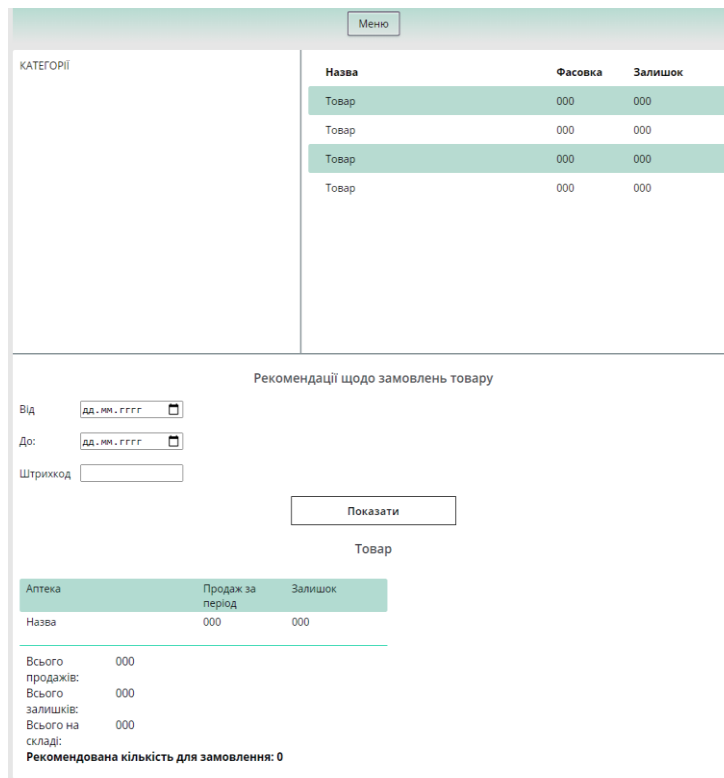 Меню
КАТЕГОРІЇ
Назва Фасовка Залишок
Товар 000 000
Товар 000 000
Товар 000 000
Товар 000 000
Рекомендації щодо замовлень товару
Від дд.мм.гггг
До: дд.мм.гггг
Штрихкод
Показати
Товар
Аптека Продаж за період Залишок
Назва 000 000
Всього продажів: 000
Всього залишків: 000
Всього на складі: 000
Рекомендована кількість для замовлення: 0